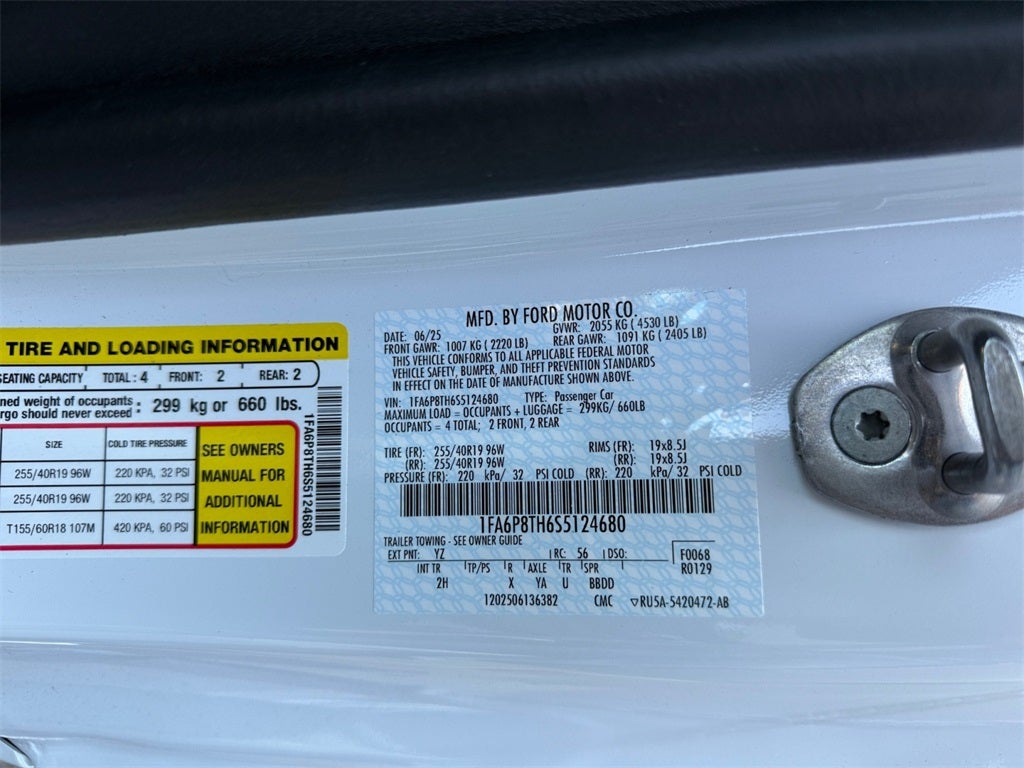 TIRE AND LOADING INFORMATION
SEATING CAPACITY TOTAL : 4 FRONT: 2 REAR: 2
ned weight of occupants
rgo should never exceed : 299 kg or 660 lbs.
SIZE COLD TIRE PRESSURE
255/40R19 96W 220 KPA, 32 PSI
255/40R19 96W 220 KPA, 32 PSI
T155/60R18 107M 420 KPA, 60 PSI
SEE OWNERS
MANUAL FOR
ADDITIONAL
INFORMATION
1FA6P8TH6S5124680
MFD. BY FORD MOTOR CO.
DATE: 06/25 GVWR: 2055 KG ( 4530 LB)
FRONT GAWR: 1007 KG ( 2220 LB) REAR GAWR: 1091 KG ( 2405 LB)
THIS VEHICLE CONFORMS TO ALL APPLICABLE FEDERAL MOTOR
VEHICLE SAFETY, BUMPER, AND THEFT PREVENTION STANDARDS
IN EFFECT ON THE DATE OF MANUFACTURE SHOWN ABOVE.
VIN: 1FA6P8TH6S5124680 TYPE: Passenger Car
MAXIMUM LOAD = OCCUPANTS + LUGGAGE = 299KG/ 660LB
OCCUPANTS = 4 TOTAL; 2 FRONT, 2 REAR
TIRE (FR): 255/40R19 96W RIMS (FR): 19x8.5J
(RR): 255/40R19 96W (RR): 19x8.5J
PRESSURE (FR): 220 kPa/ 32 PSI COLD (RR): 220 kPa/ 32 PSI COLD
1FA6P8TH6S5124680
TRAILER TOWING - SEE OWNER GUIDE
EXT PNT: YZ RC: 56 DSO: F0068
INT TR TP/PS R AXLE TR SPR R0129
2H X YA U BBDD
1202506136382 CMC ▽RU5A-5420472-AB